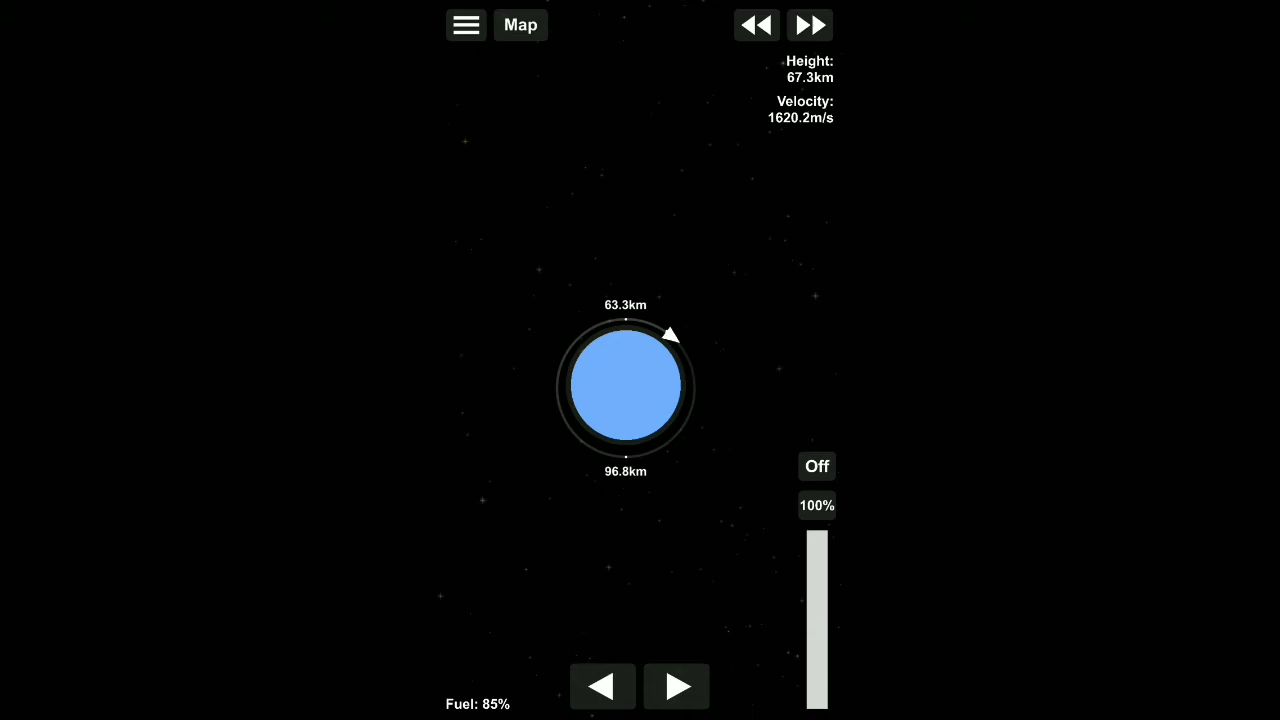 Map
Height:
67.3km
Velocity:
1620.2m/s
63.3km
96.8km
Off
100%
Fuel: 85%